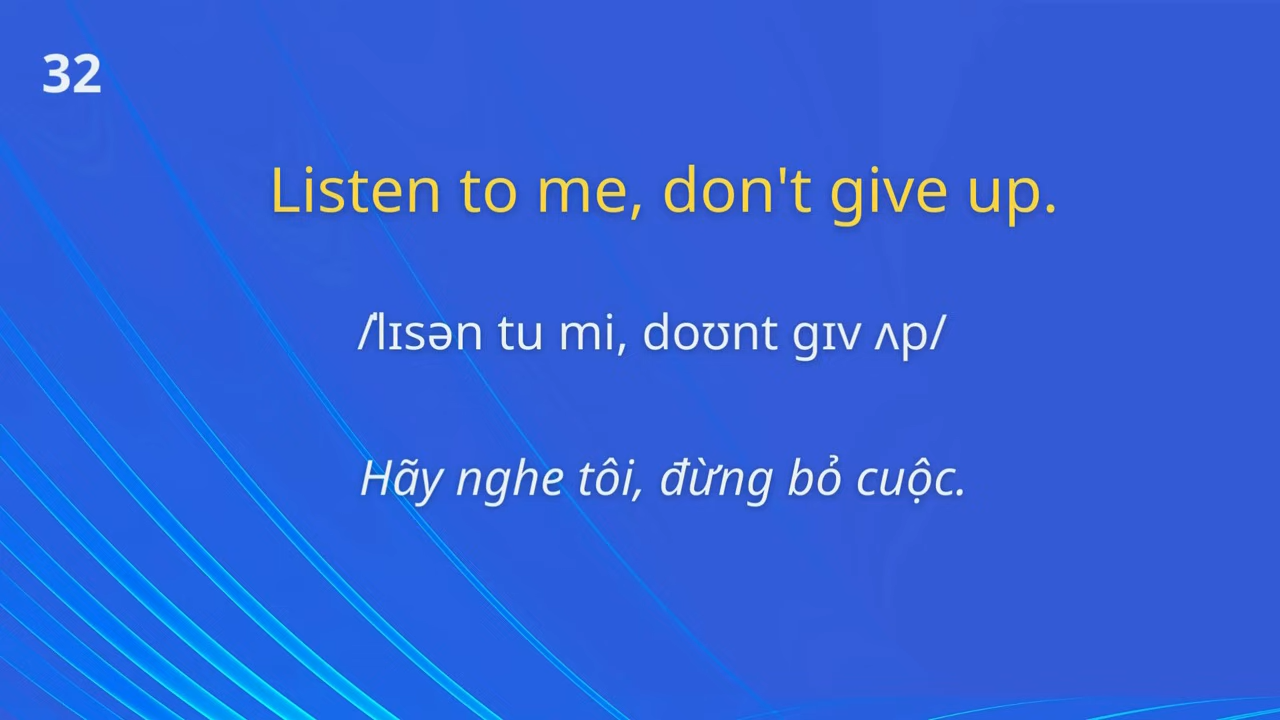 32
Listen to me, don't give up.
/ˈlɪsən tu mi, doʊnt gɪv ʌp/
Hãy nghe tôi, đừng bỏ cuộc.